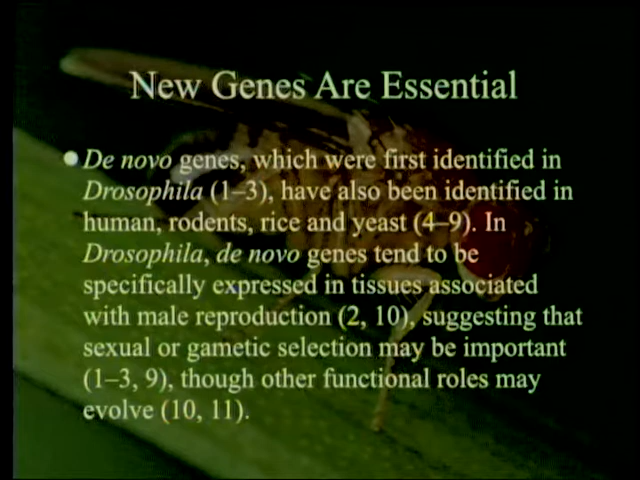 New Genes Are Essential
De novo genes, which were first identified in
Drosophila (1–3), have also been identified in
human, rodents, rice and yeast (4–9). In
Drosophila, de novo genes tend to be
specifically expressed in tissues associated
with male reproduction (2, 10), suggesting that
sexual or gametic selection may be important
(1–3, 9), though other functional roles may
evolve (10, 11).